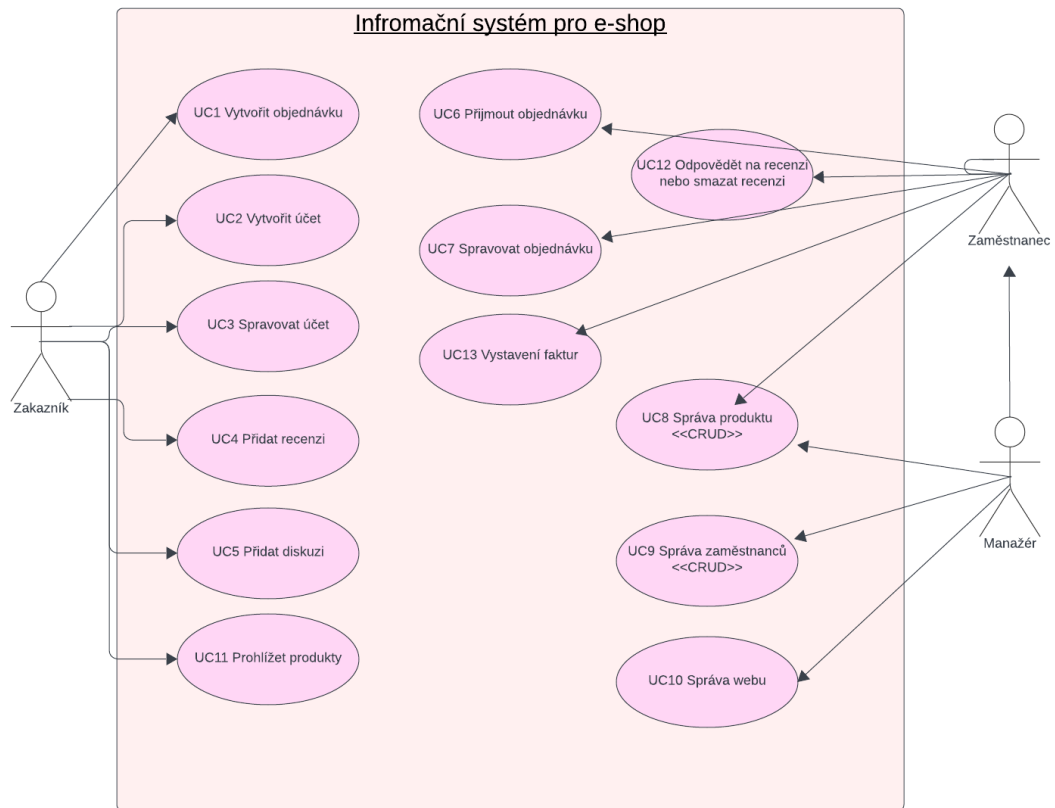 Infromační systém pro e-shop
UC1 Vytvořit objednávku
UC2 Vytvořit účet
UC3 Spravovat účet
UC4 Přidat recenzi
UC5 Přidat diskuzi
UC11 Prohlížet produkty
UC6 Přijmout objednávku
UC12 Odpovědět na recenzi
nebo smazat recenzi
UC7 Spravovat objednávku
UC13 Vystavení faktur
UC8 Správa produktu
<<CRUD>>
UC9 Správa zaměstnanců
<<CRUD>>
UC10 Správa webu
Zakazník
Zaměstnanec
Manažér